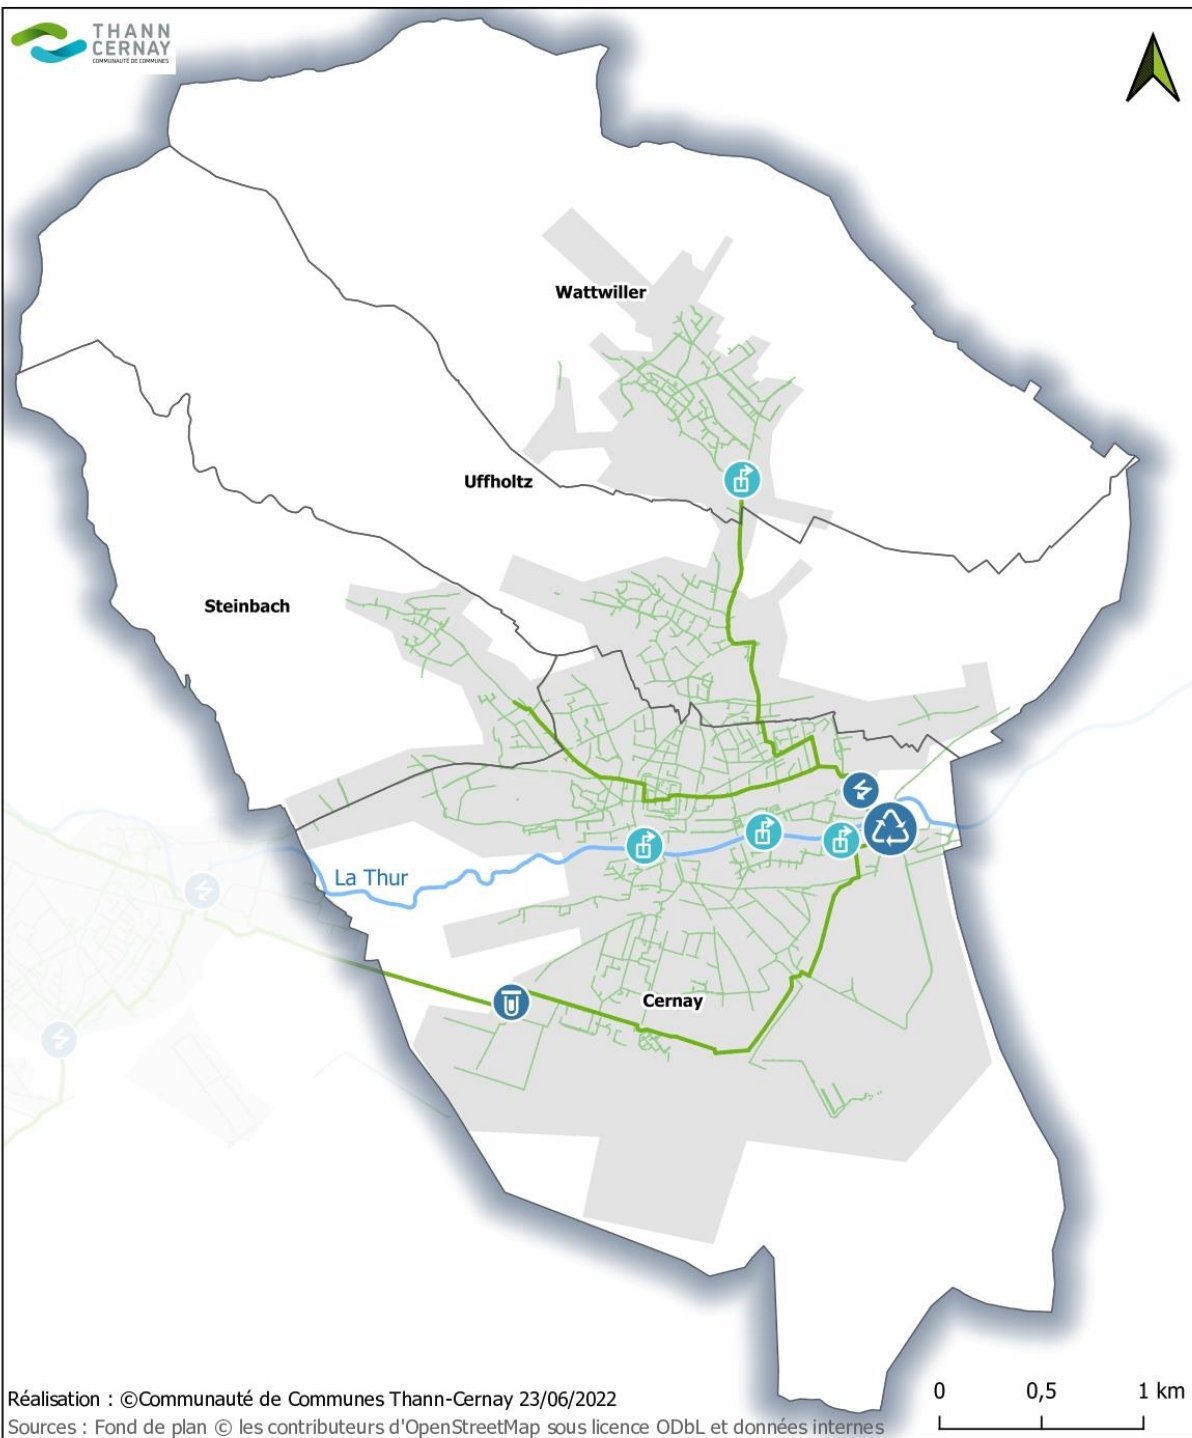 THANN
CERNAY
COMMUNAUTÉ DE COMMUNES
Wattwiller
Uffholtz
Steinbach
La Thur
Cernay
Réalisation : ©Communauté de Communes Thann-Cernay 23/06/2022
0 0,5 1 km
Sources : Fond de plan © les contributeurs d'OpenStreetMap sous licence ODbL et données internes